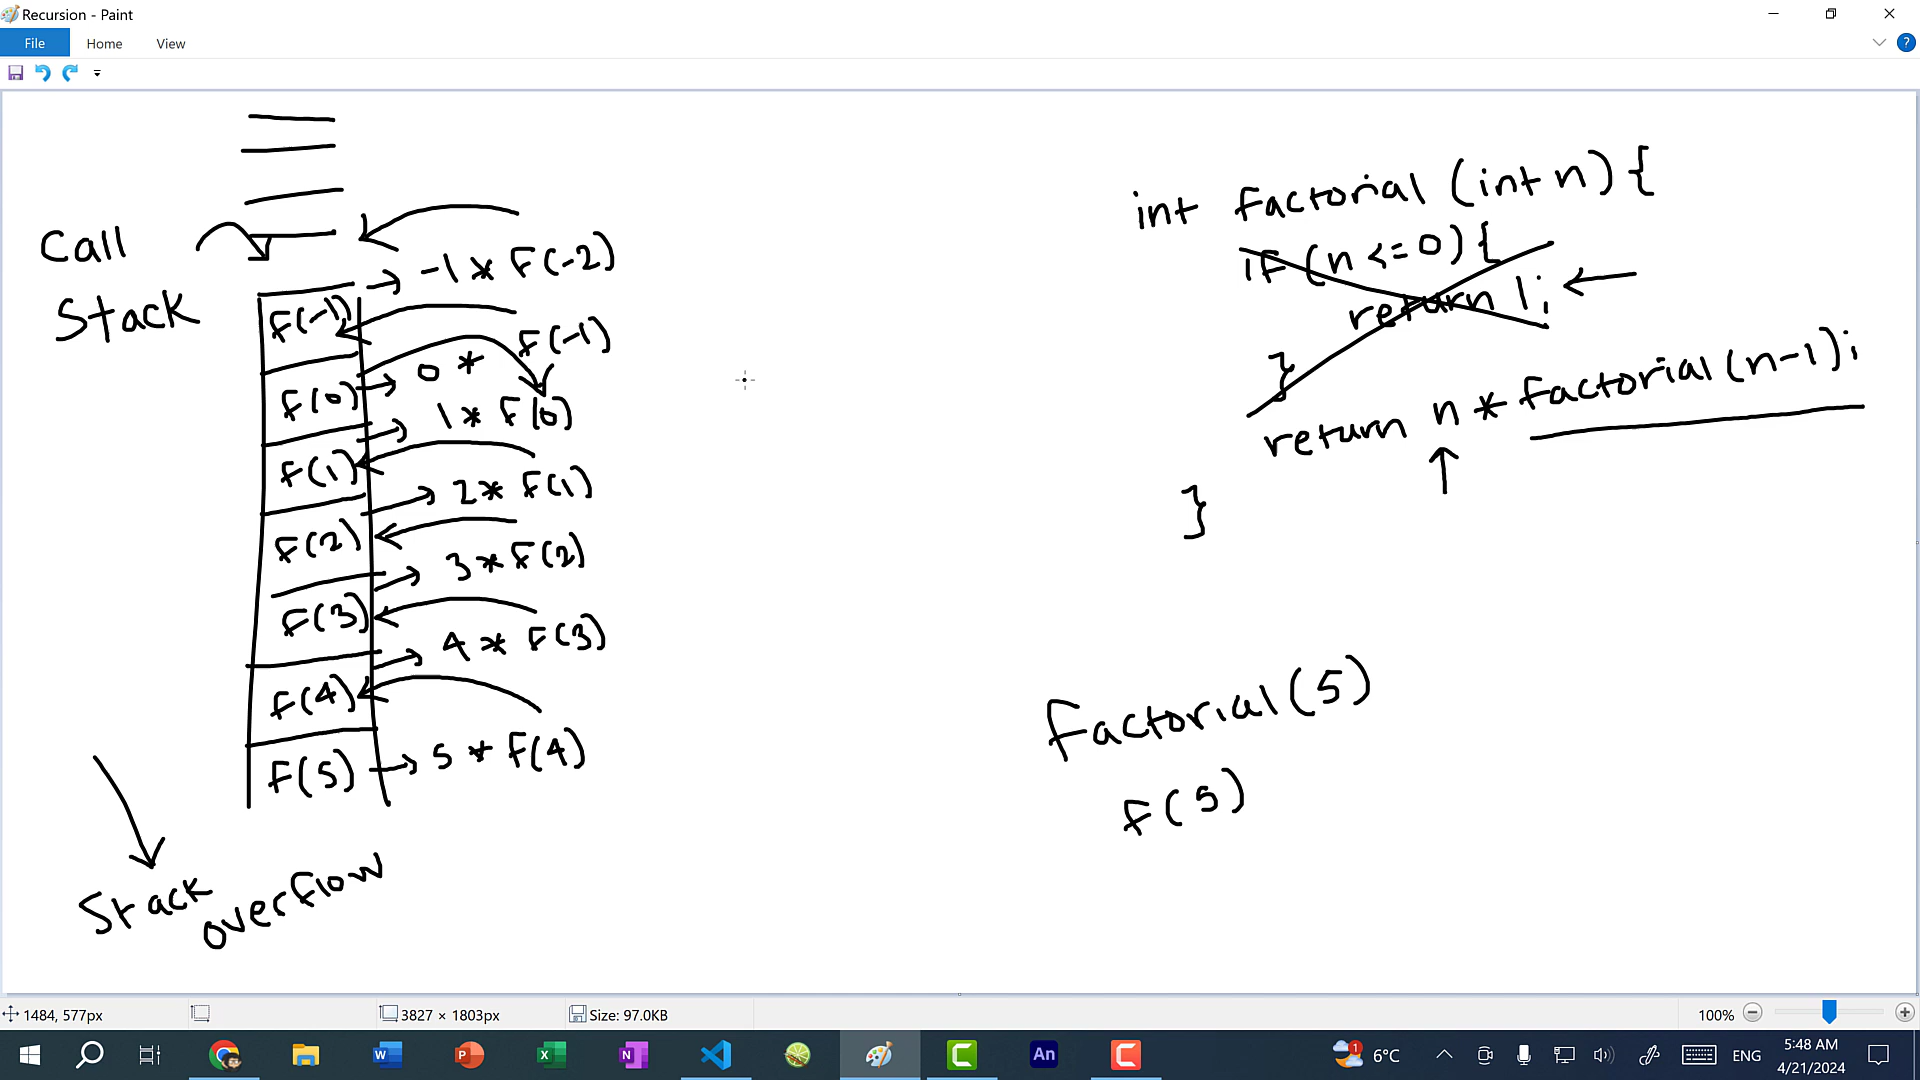 Recursion - Paint
File Home View
Call
Stack
-1 * F(-2)
F(-1)
F(-1)
0 *
F(0)
1 * F(0)
F(1)
2 * F(1)
F(2)
3 * F(2)
F(3)
4 * F(3)
F(4)
F(5)
5 * F(4)
Stack
overflow
int factorial (int n) {
if (n <= 0) {
return 1;
}
return n * factorial(n-1);
}
factorial(5)
F(5)
1484, 577px
3827 × 1803px
Size: 97.0KB
100%
W
P
X
N
An
C
C
1
6°C
ENG
5:48 AM
4/21/2024